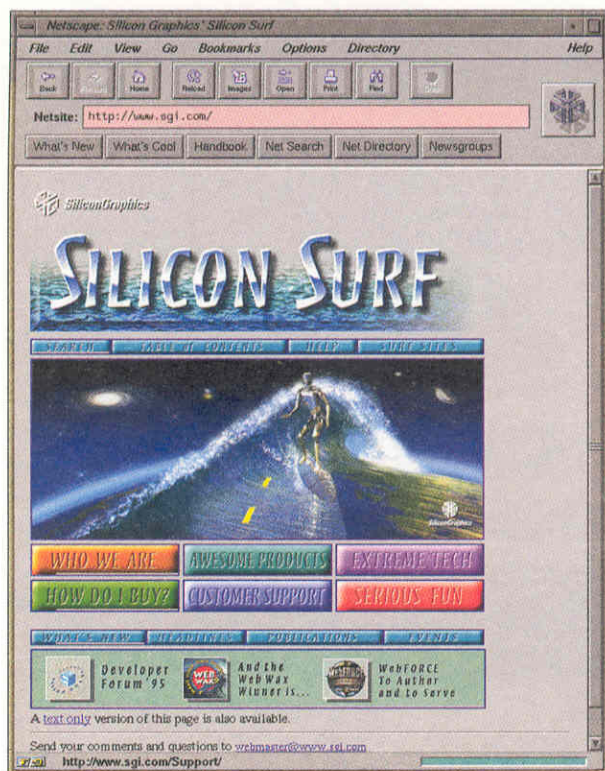 Netscape: Silicon Graphics' Silicon Surf
File Edit View Go Bookmarks Options Directory Help
Back Home Reload Images Open Print Find
Netsite: http://www.sgi.com/
What's New What's Cool Handbook Net Search Net Directory Newsgroups
SiliconGraphics
SILICON SURF
SEARCH TABLE OF CONTENTS HELP SURF SITES
SiliconGraphics
WHO WE ARE AWESOME PRODUCTS EXTREME TECH
HOW DO I BUY? CUSTOMER SUPPORT SERIOUS FUN
WHAT'S NEW HEADLINES PUBLICATIONS EVENTS
Developer
Forum '95
WEB WAX
And the
WebWax
Winner is...
WEBFORCE
WebFORCE
To Author
and to Serve
A text only version of this page is also available.
Send your comments and questions to webmaster@www.sgi.com
http://www.sgi.com/Support/